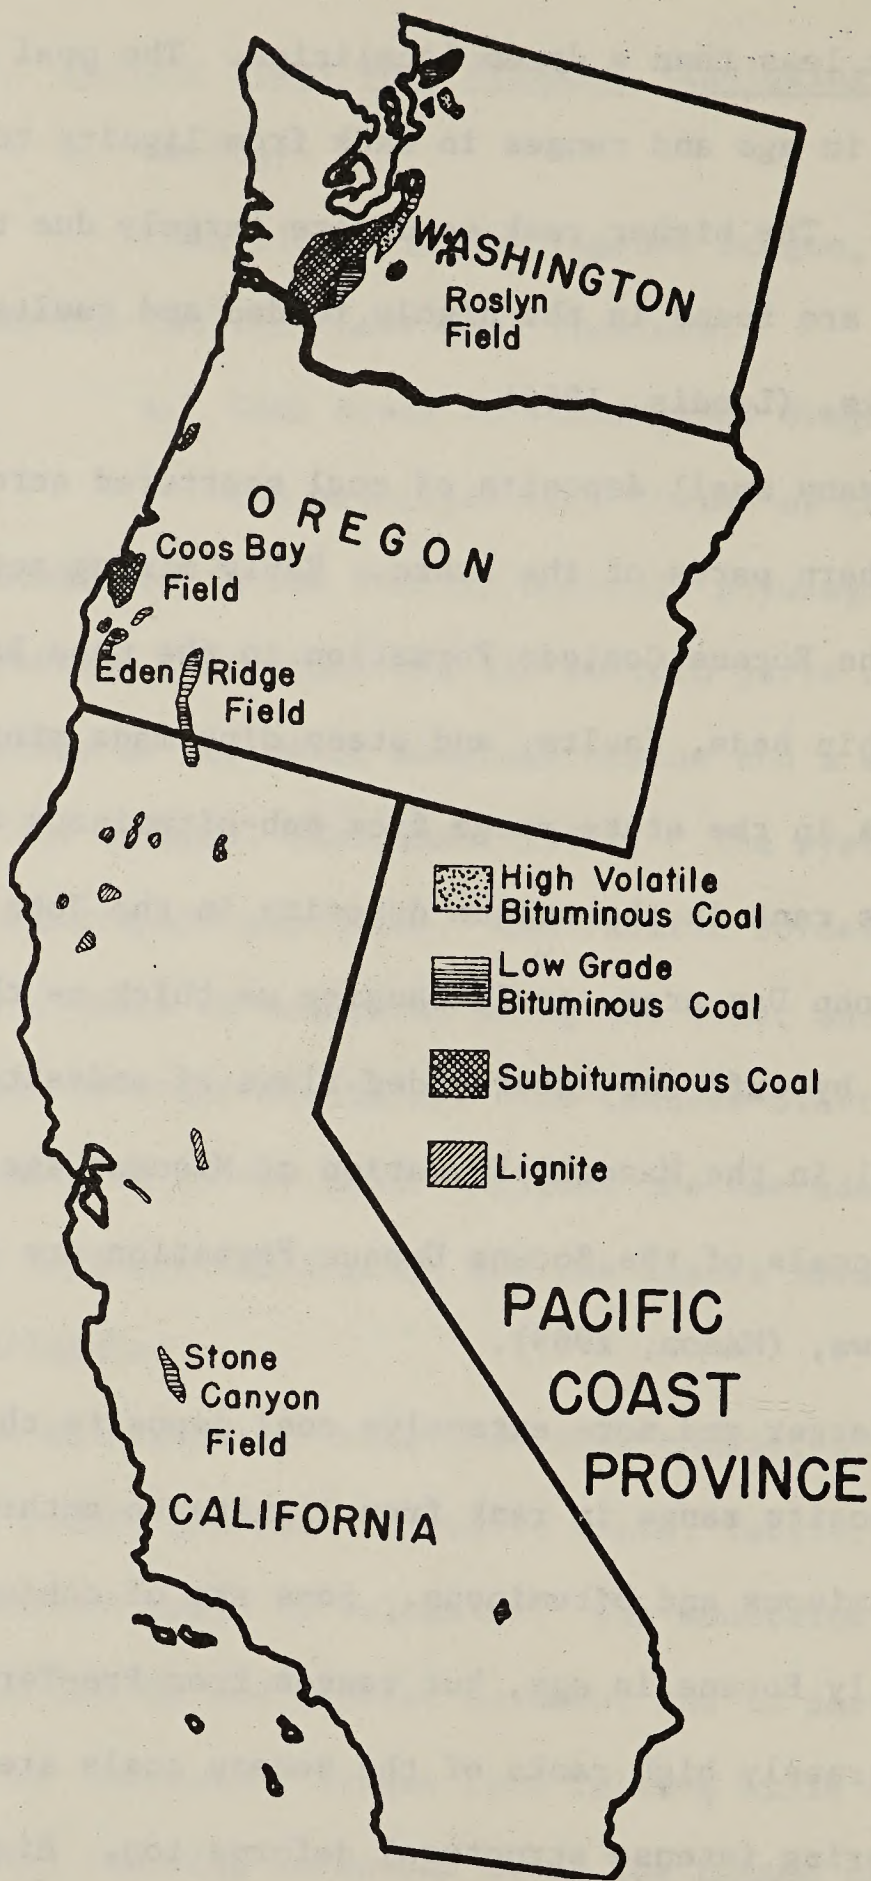 WASHINGTON
Roslyn
Field
OREGON
Coos Bay
Field
Eden Ridge
Field
High Volatile
Bituminous Coal
Low Grade
Bituminous Coal
Subbituminous Coal
Lignite
PACIFIC
COAST
PROVINCE
Stone
Canyon
Field
CALIFORNIA